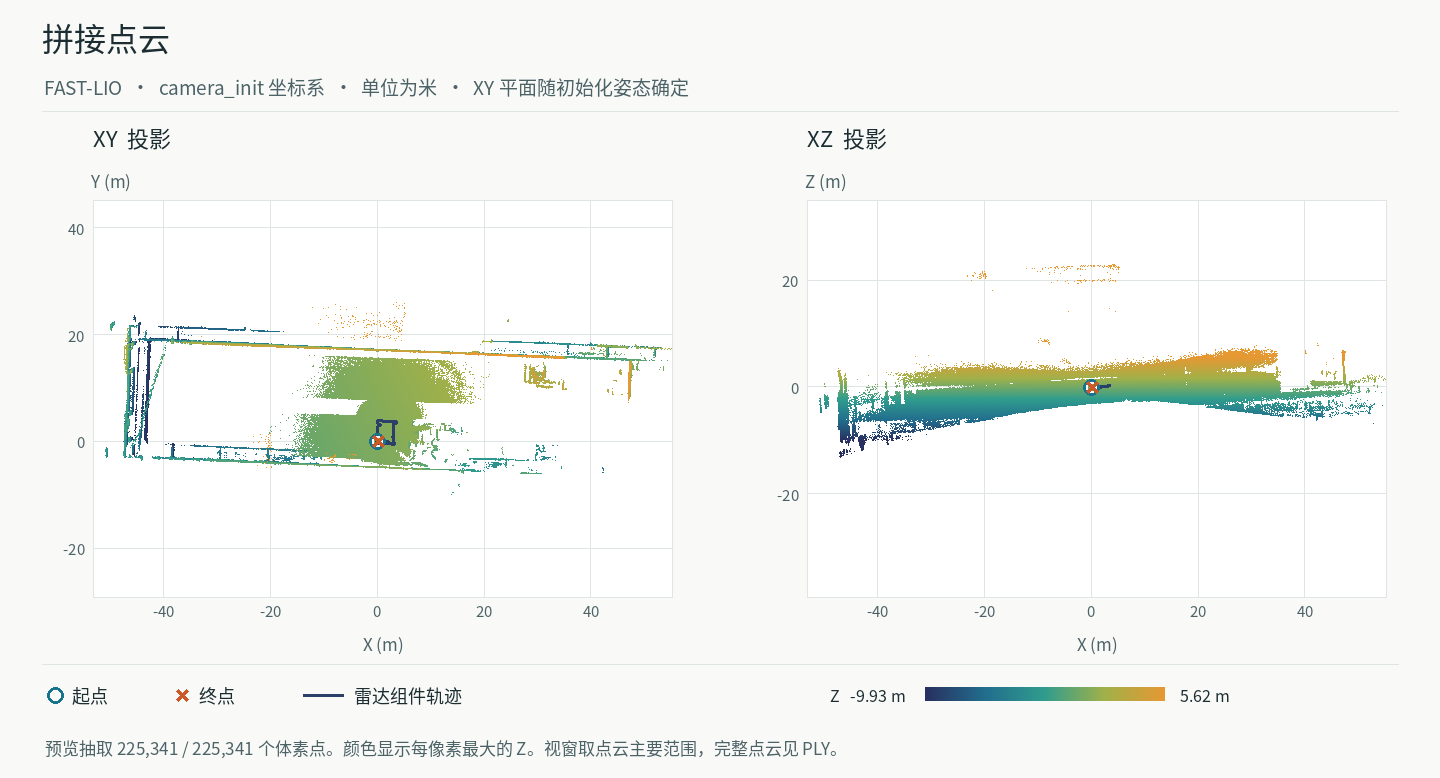 拼接点云
FAST-LIO • camera_init 坐标系 • 单位为米 • XY 平面随初始化姿态确定
XY 投影
XZ 投影
Y (m)
Z (m)
40
20
0
-20
20
0
-20
-40
-20
0
20
40
-40
-20
0
20
40
X (m)
X (m)
起点
终点
雷达组件轨迹
Z -9.93 m
5.62 m
预览抽取 225,341 / 225,341 个体素点。颜色显示每像素最大的 Z。视窗取点云主要范围，完整点云见 PLY。